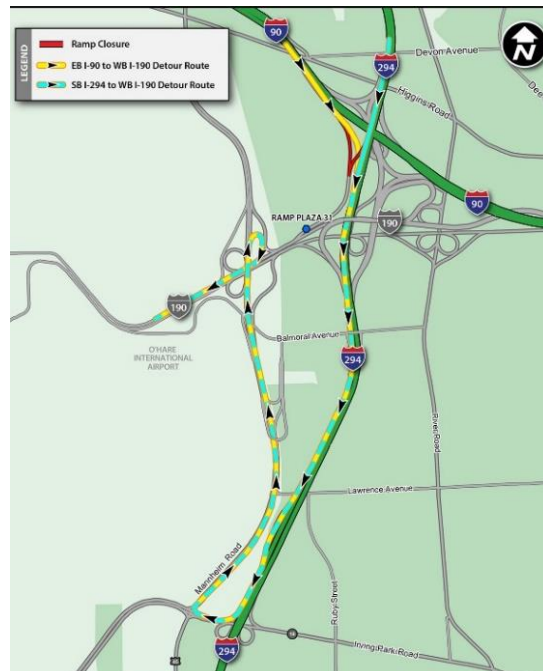 LEGEND
Ramp Closure
EB I-90 to WB I-190 Detour Route
SB I-294 to WB I-190 Detour Route
90
Devon Avenue
N
294
Higgins Road
Dee
RAMP PLAZA 31
190
90
190
O'HARE
INTERNATIONAL
AIRPORT
Balmoral Avenue
294
River Road
Lawrence Avenue
Mannheim Road
Ruby Street
Irving Park Road
294